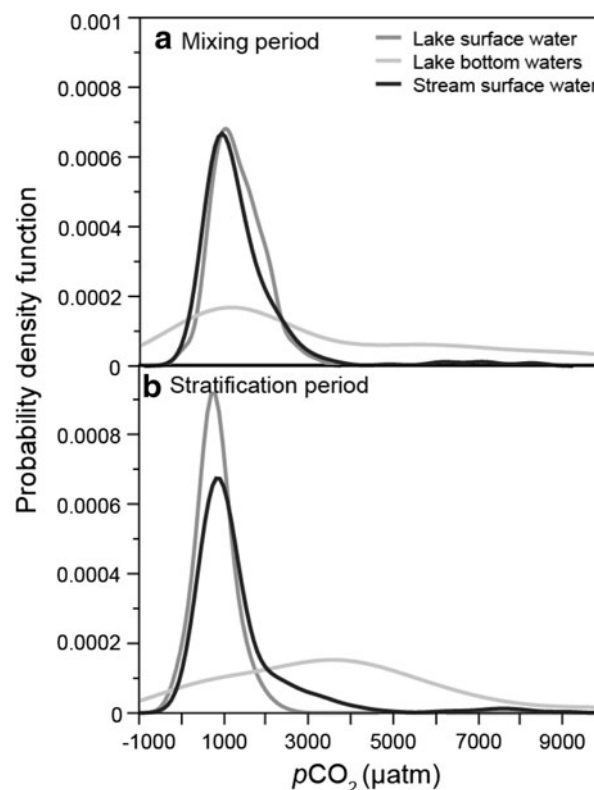 0.001
a Mixing period
Lake surface water
Lake bottom waters
Stream surface water
0.0008
0.0006
0.0004
0.0002
0
Probability density function
b Stratification period
0.0008
0.0006
0.0004
0.0002
0
-1000 1000 3000 5000 7000 9000
pCO₂ (µatm)